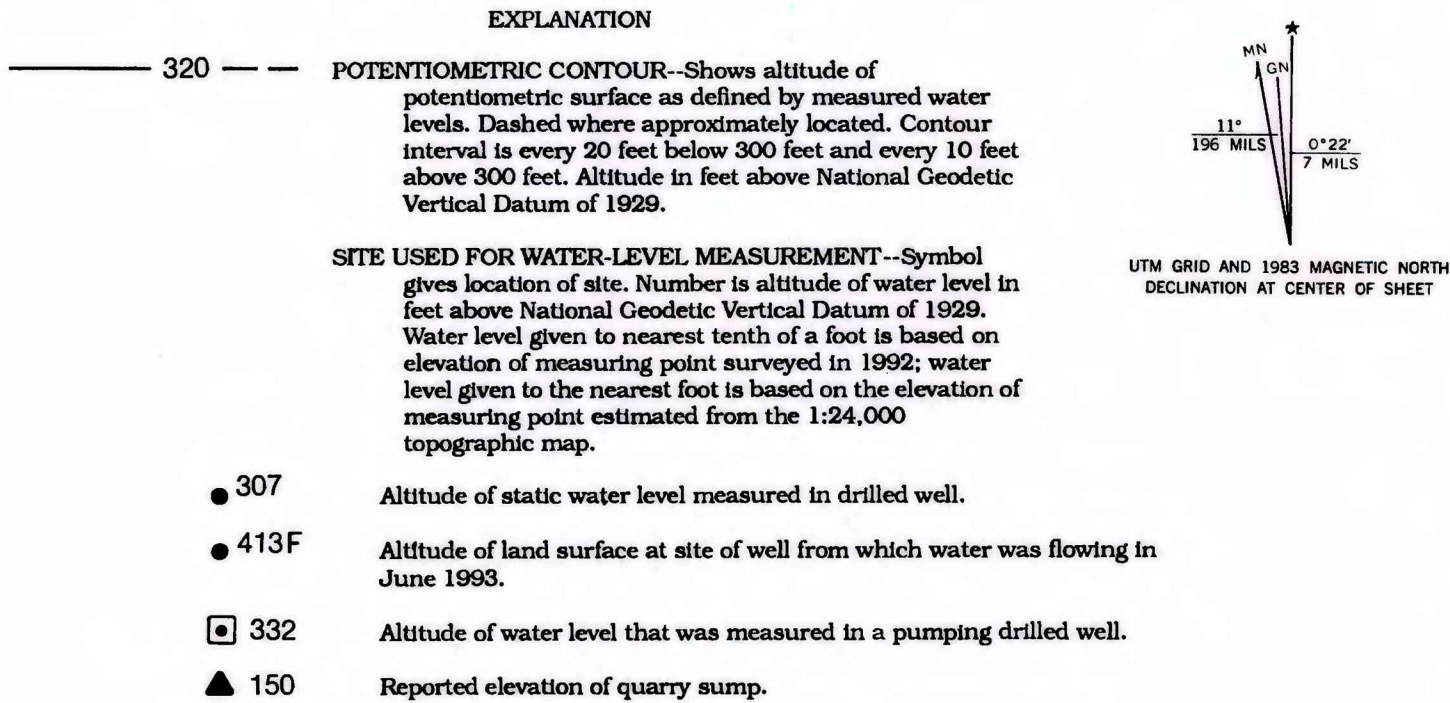 EXPLANATION
320 POTENTIOMETRIC CONTOUR--Shows altitude of
potentiometric surface as defined by measured water
levels. Dashed where approximately located. Contour
interval is every 20 feet below 300 feet and every 10 feet
above 300 feet. Altitude in feet above National Geodetic
Vertical Datum of 1929.
SITE USED FOR WATER-LEVEL MEASUREMENT--Symbol
gives location of site. Number is altitude of water level in
feet above National Geodetic Vertical Datum of 1929.
Water level given to nearest tenth of a foot is based on
elevation of measuring point surveyed in 1992; water
level given to the nearest foot is based on the elevation of
measuring point estimated from the 1:24,000
topographic map.
307 Altitude of static water level measured in drilled well.
413F Altitude of land surface at site of well from which water was flowing in
June 1993.
332 Altitude of water level that was measured in a pumping drilled well.
150 Reported elevation of quarry sump.
MN
GN
11°
196 MILS
0°22'
7 MILS
UTM GRID AND 1983 MAGNETIC NORTH
DECLINATION AT CENTER OF SHEET